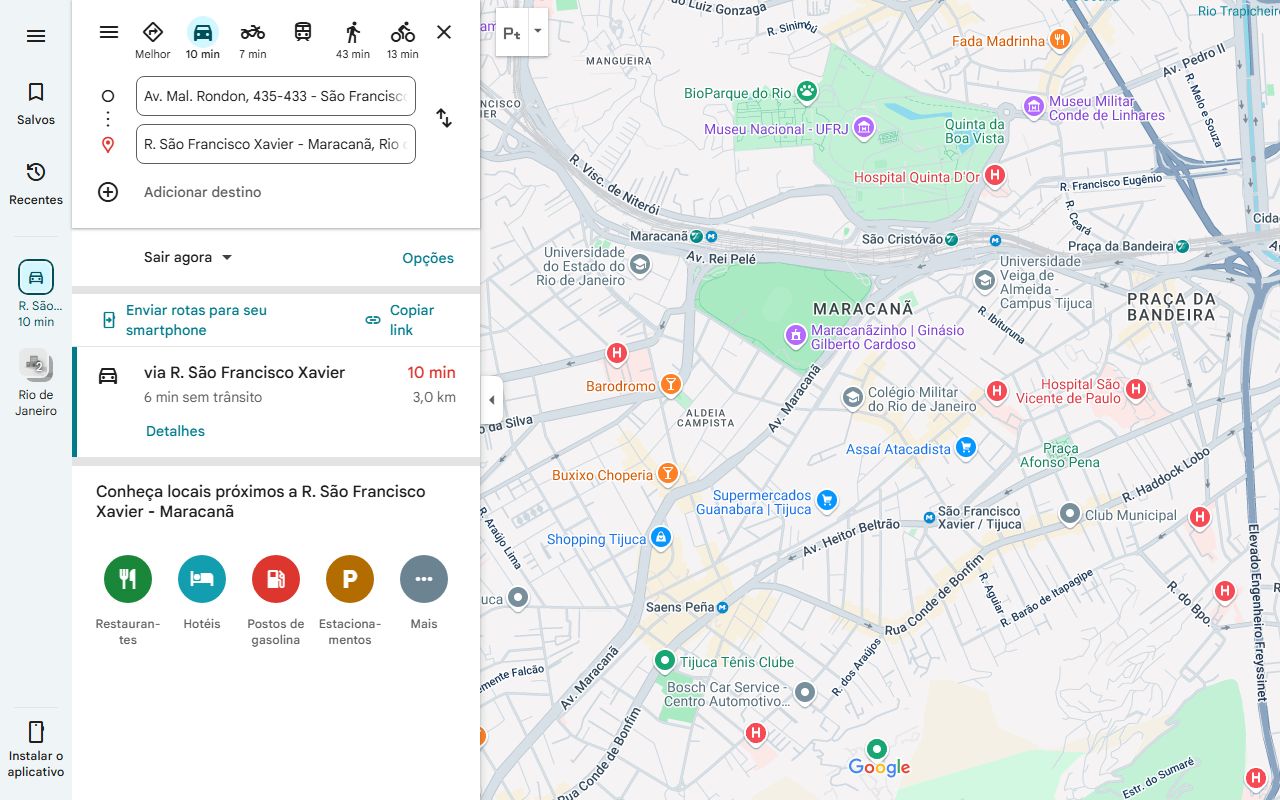 Melhor
10 min
7 min
43 min
13 min
Av. Mal. Rondon, 435-433 - São Francisc
R. São Francisco Xavier - Maracanã, Rio
Adicionar destino
Salvos
Recentes
R. São...
10 min
Rio de
Janeiro
Instalar o
aplicativo
Sair agora
Opções
Enviar rotas para seu
smartphone
Copiar
link
via R. São Francisco Xavier
10 min
6 min sem trânsito
3,0 km
Detalhes
Conheça locais próximos a R. São Francisco
Xavier - Maracanã
P
Restauran-
tes
Hotéis
Postos de
gasolina
Estaciona-
mentos
Mais
Luiz Gonzaga
R. Sinimbú
Rio Trapicheiro
Fada Madrinha
Av. Pedro II
MANGUEIRA
BioParque do Rio
Museu Militar
Conde de Linhares
R. Melo e Souza
Museu Nacional - UFRJ
Quinta da
Boa Vista
R. Visc. de Niterói
Hospital Quinta D'Or
R. Francisco Eugênio
R. Ceará
Maracanã
São Cristóvão
Praça da Bandeira
Universidade
do Estado do
Rio de Janeiro
Av. Rei Pelé
Universidade
Veiga de
Almeida -
Campus Tijuca
MARACANÃ
PRAÇA DA
BANDEIRA
Maracanãzinho | Ginásio
Gilberto Cardoso
R. Ibituruna
Barodromo
Colégio Militar
do Rio de Janeiro
Hospital São
Vicente de Paulo
Av. Maracanã
ALDEIA
CAMPISTA
o da Silva
Assaí Atacadista
Praça
Afonso Pena
Buxixo Choperia
Supermercados
Guanabara | Tijuca
R. Haddock Lobo
R. Araújo Lima
São Francisco
Xavier / Tijuca
Club Municipal
Shopping Tijuca
Av. Heitor Beltrão
Elevado Engenheiro Freyssinet
uca
Saens Peña
R. Aguiar
R. Barão de Itapagipe
R. do Bpo.
Rua Conde de Bonfim
Av. Maracanã
Tijuca Tênis Clube
emente Falcão
Bosch Car Service -
Centro Automotivo...
R. dos Araújos
Rua Conde de Bonfim
Google
Estr. do Sumaré